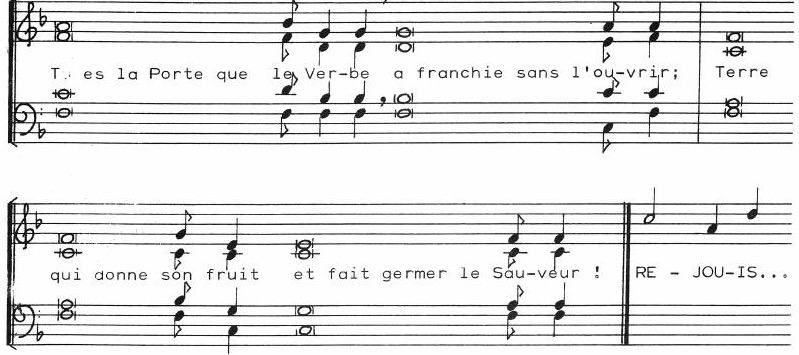 T. es la Porte que le Ver-be a franchie sans l'ou-vrir; Terre
qui donne son fruit et fait germer le Sau-veur ! RE - JOU-IS...